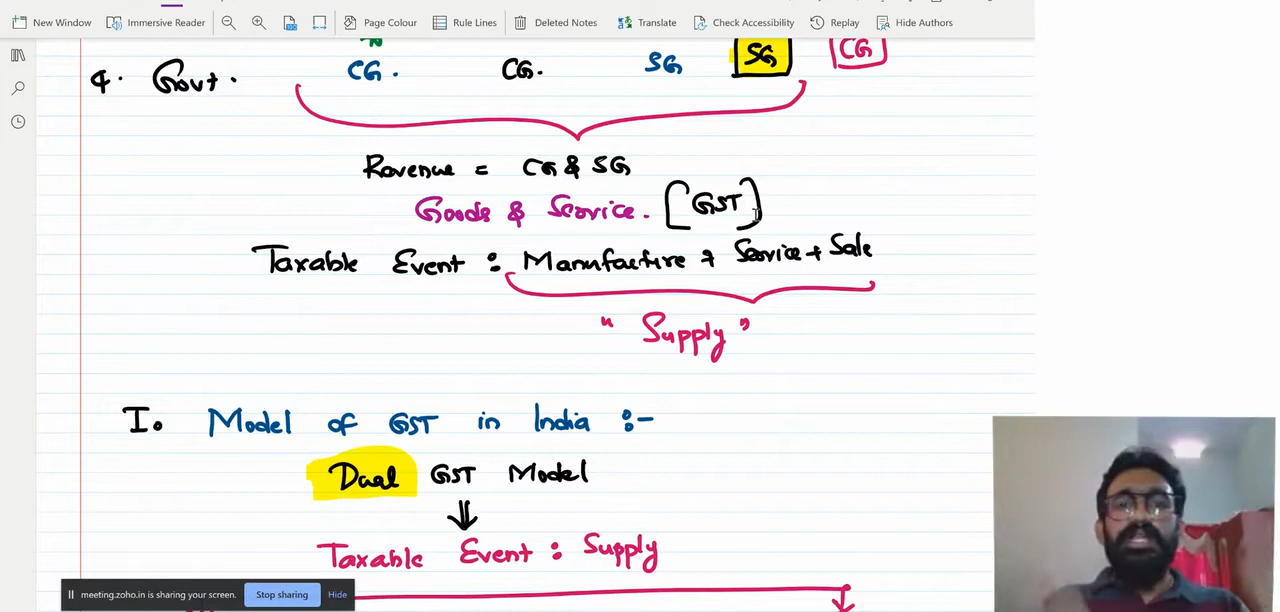 New Window Immersive Reader Page Colour Rule Lines Deleted Notes Translate Check Accessibility Replay Hide Authors
4. Govt. CG. CG. SG SG CG
Revenue = CG & SG
Goods & Service. [GST]
Taxable Event : Manufacture + Service + Sale
" Supply "
I. Model of GST in India :-
Dual GST Model
Taxable Event : Supply
meeting.zoho.in is sharing your screen. Stop sharing Hide